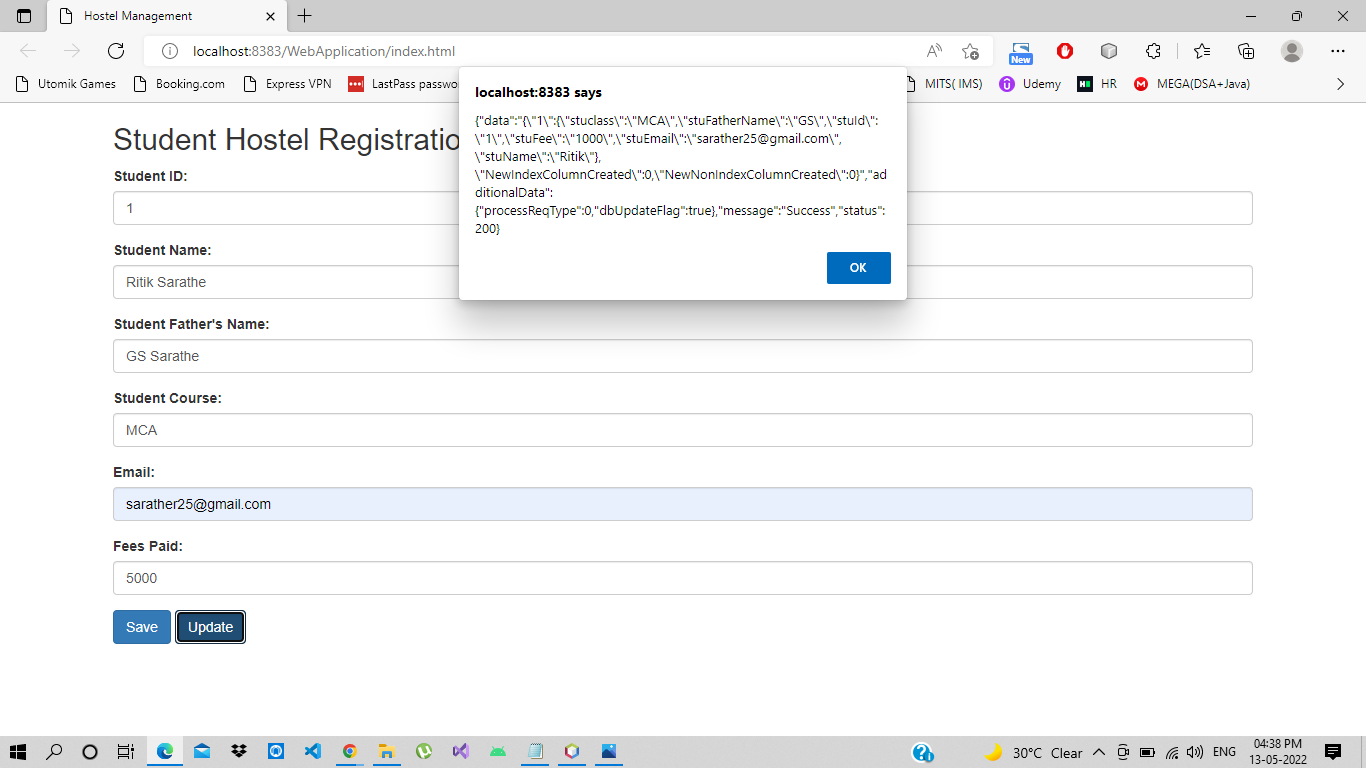 Hostel Management
localhost:8383/WebApplication/index.html
New
Utomik Games Booking.com Express VPN LastPass passwo MITS( IMS) Udemy HR MEGA(DSA+Java)
localhost:8383 says
{"data":"{\"1\":{\"stuclass\":\"MCA\",\"stuFatherName\":\"GS\",\"stuId\":
\"1\",\"stuFee\":\"1000\",\"stuEmail\":\"sarather25@gmail.com\",
\"stuName\":\"Ritik\"},
\"NewIndexColumnCreated\":0,\"NewNonIndexColumnCreated\":0}","ad
ditionalData":
{"processReqType":0,"dbUpdateFlag":true},"message":"Success","status":
200}
OK
Student Hostel Registratio
Student ID:
1
Student Name:
Ritik Sarathe
Student Father's Name:
GS Sarathe
Student Course:
MCA
Email:
sarather25@gmail.com
Fees Paid:
5000
Save Update
30°C Clear ENG 04:38 PM
13-05-2022